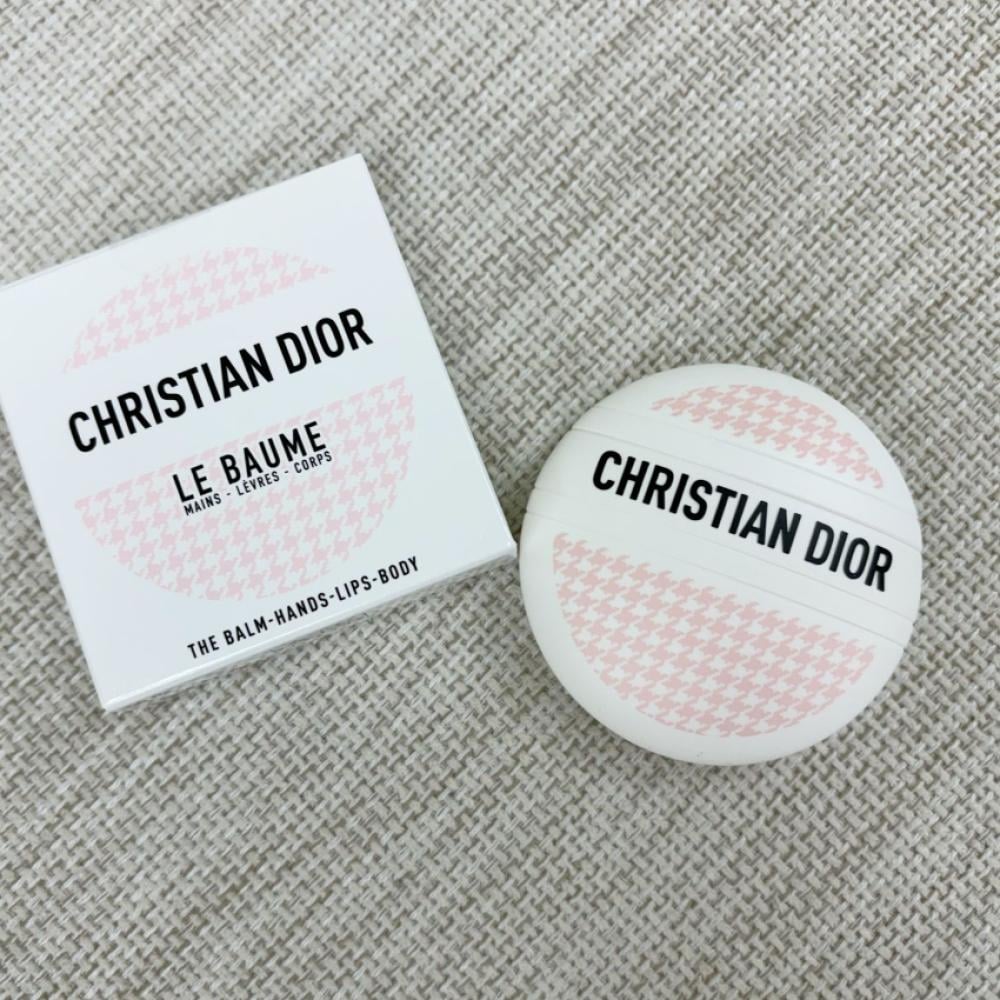 CHRISTIAN DIOR
LE BAUME
MAINS - LÈVRES - CORPS
THE BALM-HANDS-LIPS-BODY
CHRISTIAN DIOR